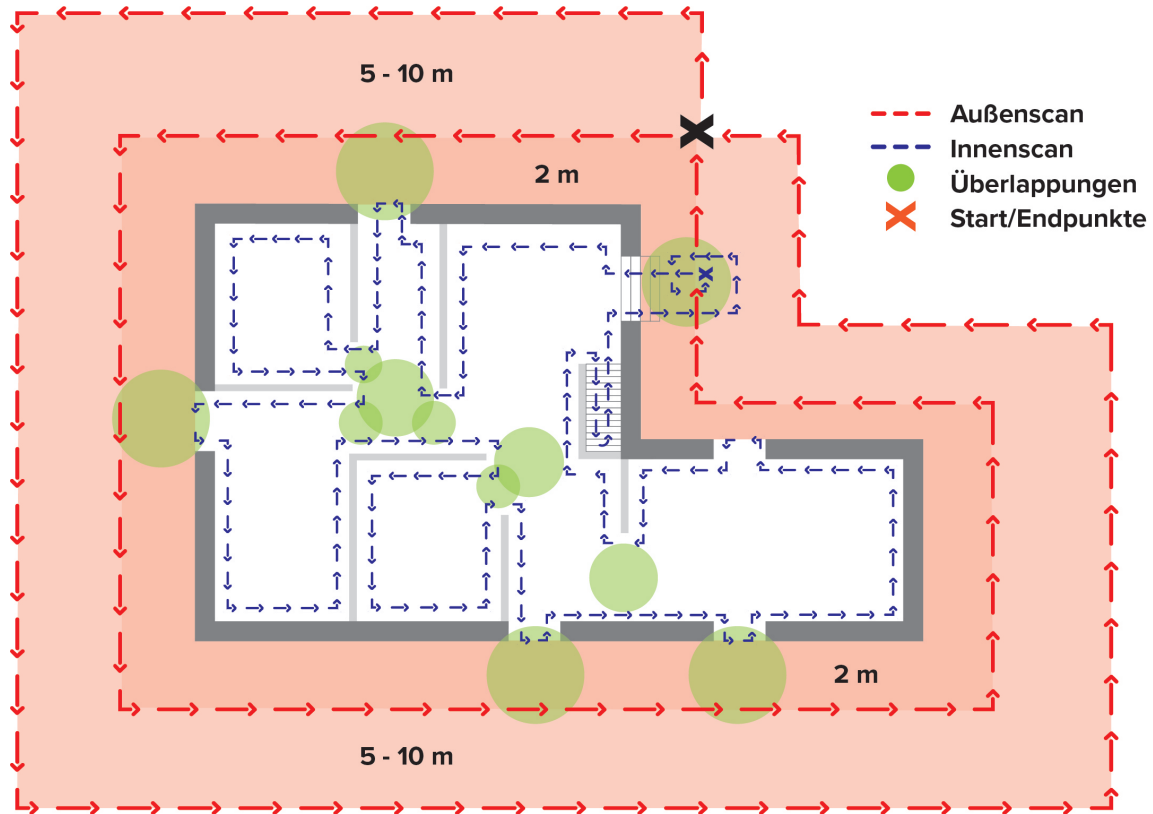 5 - 10 m
Außenscan
Innenscan
2 m
Überlappungen
Start/Endpunkte
2 m
5 - 10 m